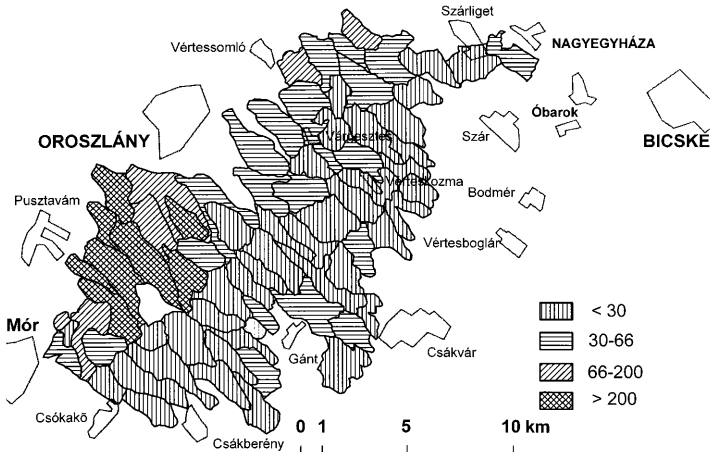 Szárliget
NAGYEGYHÁZA
Vértessomló
Óbarok
OROSZLÁNY
Várgesztes
Szár
BICSKE
Vérteskozma
Bodmér
Pusztavám
Vértesboglár
< 30
Mór
30-66
Gánt
Csákvár
66-200
> 200
Csókakő
Csákberény
0 1 5 10 km